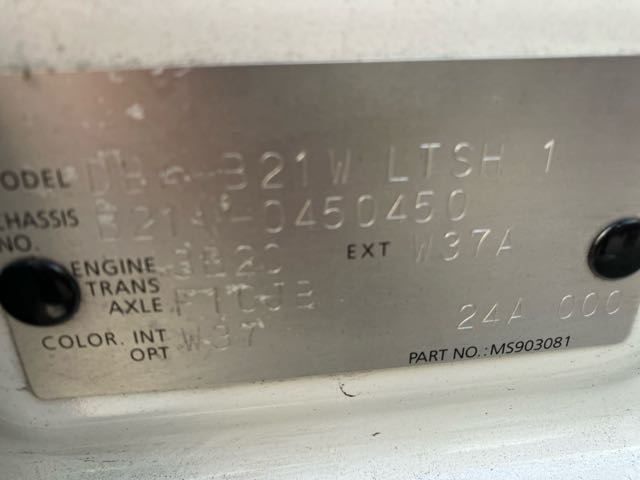 MODEL DBA-B21W LTSH 1
CHASSIS NO. B21W-0450450
ENGINE 3B20 EXT W37A
TRANS AXLE F1CJB
COLOR. INT OPT W37 24A 000
PART NO.:MS903081